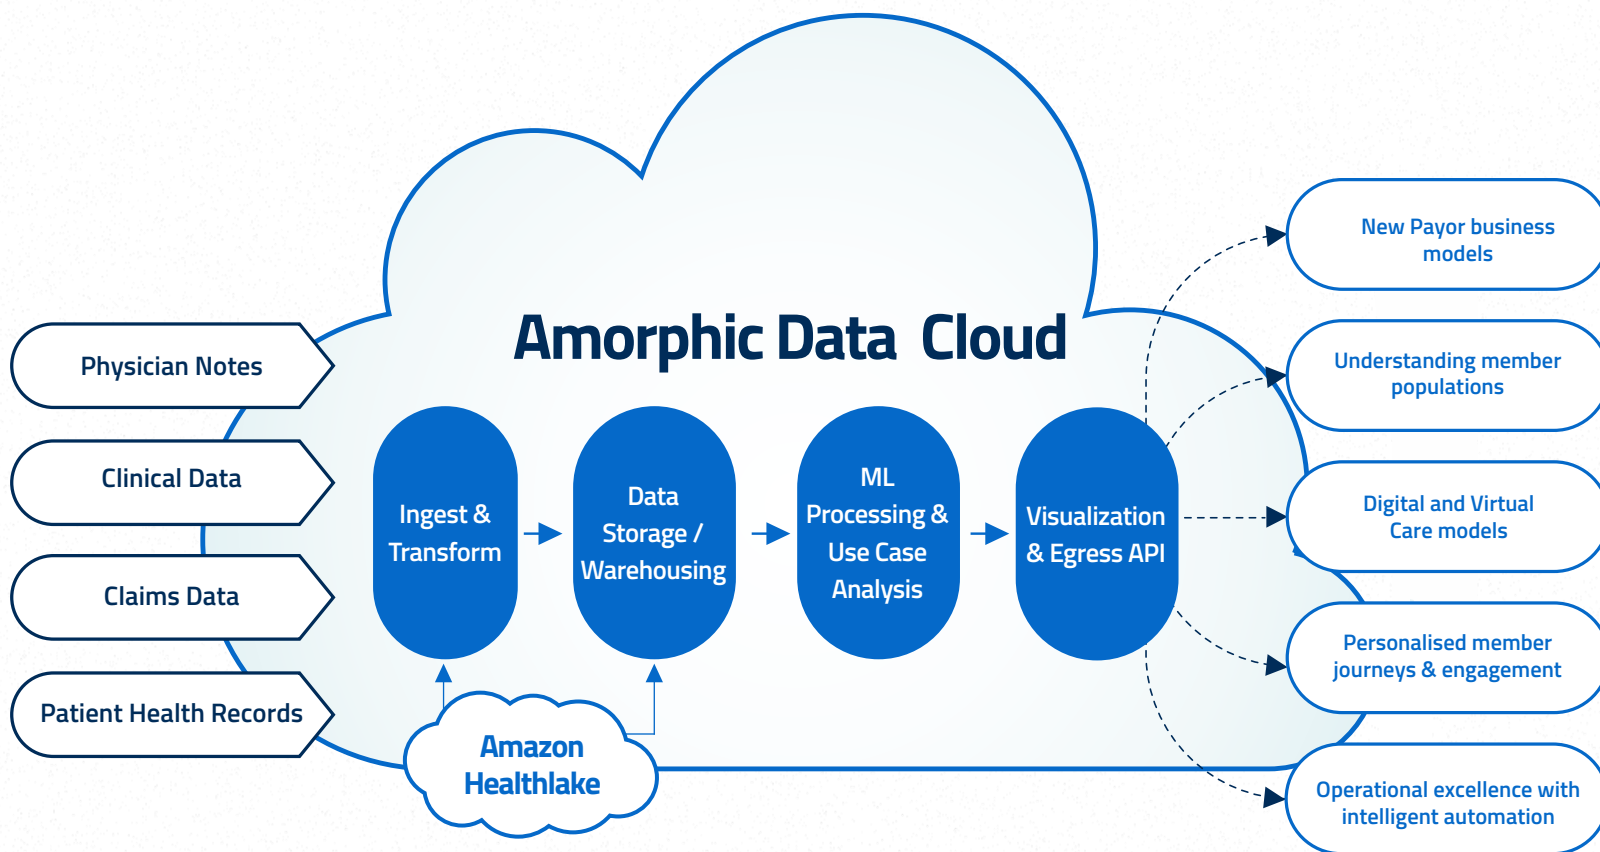 Amorphic Data Cloud
Physician Notes
Clinical Data
Claims Data
Patient Health Records
Ingest &
Transform
Data
Storage /
Warehousing
ML
Processing &
Use Case
Analysis
Visualization
& Egress API
Amazon
Healthlake
New Payor business
models
Understanding member
populations
Digital and Virtual
Care models
Personalised member
journeys & engagement
Operational excellence with
intelligent automation